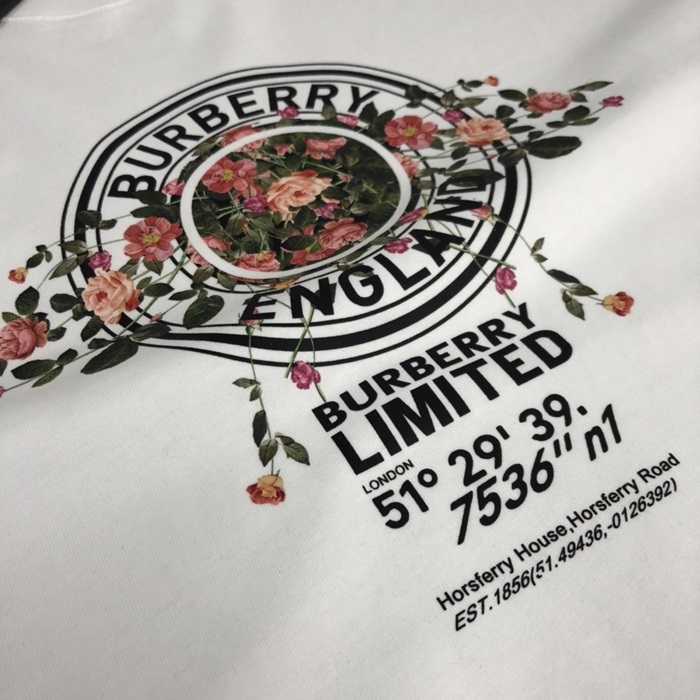 BURBERRY
ENGLAND
BURBERRY
LIMITED
LONDON
51° 29' 39.
7536" n1
Horsferry House,Horsferry Road
EST.1856(51.49436,-0126392)